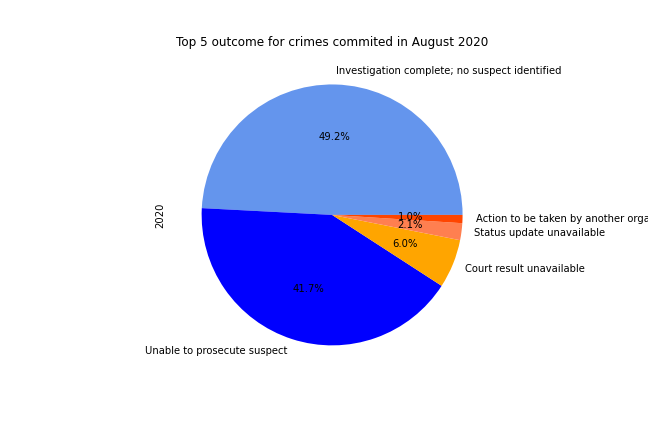 Top 5 outcome for crimes commited in August 2020
Investigation complete; no suspect identified
49.2%
2020
1.0%
Action to be taken by another orga
2.1%
Status update unavailable
6.0%
Court result unavailable
41.7%
Unable to prosecute suspect